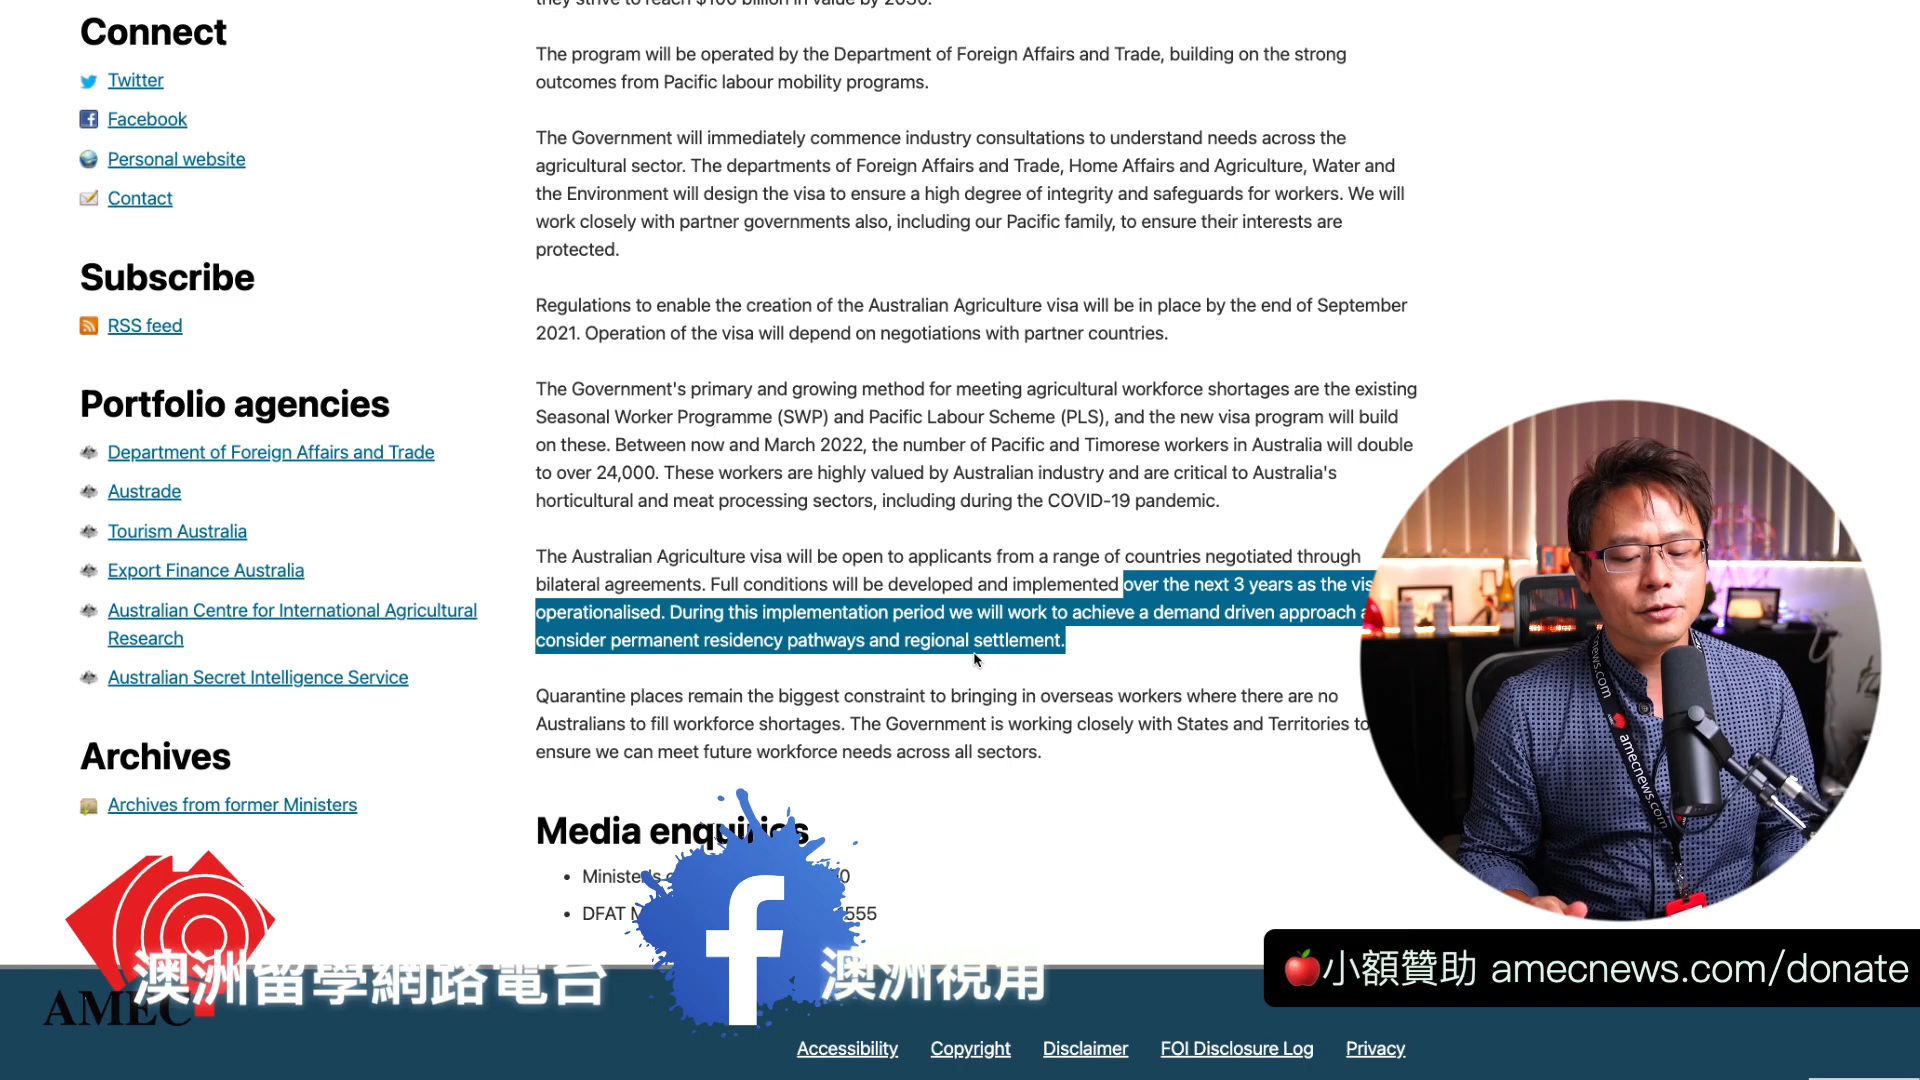 Connect
Twitter
Facebook
Personal website
Contact
Subscribe
RSS feed
Portfolio agencies
Department of Foreign Affairs and Trade
Austrade
Tourism Australia
Export Finance Australia
Australian Centre for International Agricultural
Research
Australian Secret Intelligence Service
Archives
Archives from former Ministers
they strive to reach $100 billion in value by 2030.
The program will be operated by the Department of Foreign Affairs and Trade, building on the strong
outcomes from Pacific labour mobility programs.
The Government will immediately commence industry consultations to understand needs across the
agricultural sector. The departments of Foreign Affairs and Trade, Home Affairs and Agriculture, Water and
the Environment will design the visa to ensure a high degree of integrity and safeguards for workers. We will
work closely with partner governments also, including our Pacific family, to ensure their interests are
protected.
Regulations to enable the creation of the Australian Agriculture visa will be in place by the end of September
2021. Operation of the visa will depend on negotiations with partner countries.
The Government's primary and growing method for meeting agricultural workforce shortages are the existing
Seasonal Worker Programme (SWP) and Pacific Labour Scheme (PLS), and the new visa program will build
on these. Between now and March 2022, the number of Pacific and Timorese workers in Australia will double
to over 24,000. These workers are highly valued by Australian industry and are critical to Australia's
horticultural and meat processing sectors, including during the COVID-19 pandemic.
The Australian Agriculture visa will be open to applicants from a range of countries negotiated through
bilateral agreements. Full conditions will be developed and implemented over the next 3 years as the
operationalised. During this implementation period we will work to achieve a demand driven approach
consider permanent residency pathways and regional settlement.
Quarantine places remain the biggest constraint to bringing in overseas workers where there are no
Australians to fill workforce shortages. The Government is working closely with States and Territories to
ensure we can meet future workforce needs across all sectors.
Media enquiries
DFAT
555
amecnews.com
AMEC
澳洲留學網路電台
f
澳洲視角
小額贊助 amecnews.com/donate
Accessibility Copyright Disclaimer FOI Disclosure Log Privacy